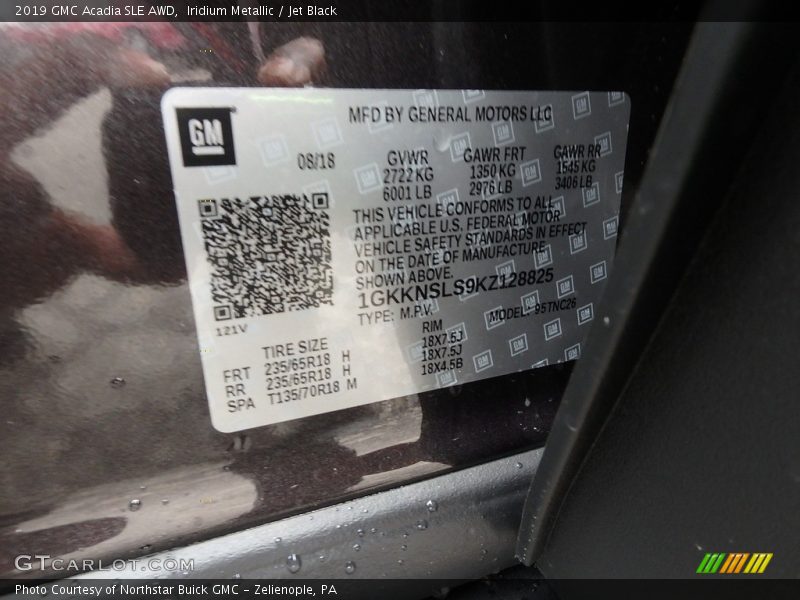 2019 GMC Acadia SLE AWD, Iridium Metallic / Jet Black
GM
MFD BY GENERAL MOTORS LLC
08/18
GVWR GAWR FRT GAWR RR
2722 KG 1350 KG 1545 KG
6001 LB 2976 LB 3406 LB
THIS VEHICLE CONFORMS TO ALL
APPLICABLE U.S. FEDERAL MOTOR
VEHICLE SAFETY STANDARDS IN EFFECT
ON THE DATE OF MANUFACTURE
SHOWN ABOVE.
1GKKNSLS9KZ128825
TYPE: M.P.V. MODEL: 95TNC26
121V
TIRE SIZE RIM
FRT 235/65R18 H 18X7.5J
RR 235/65R18 H 18X7.5J
SPA T135/70R18 M 18X4.5B
GTCARLOT.COM
Photo Courtesy of Northstar Buick GMC - Zelienople, PA